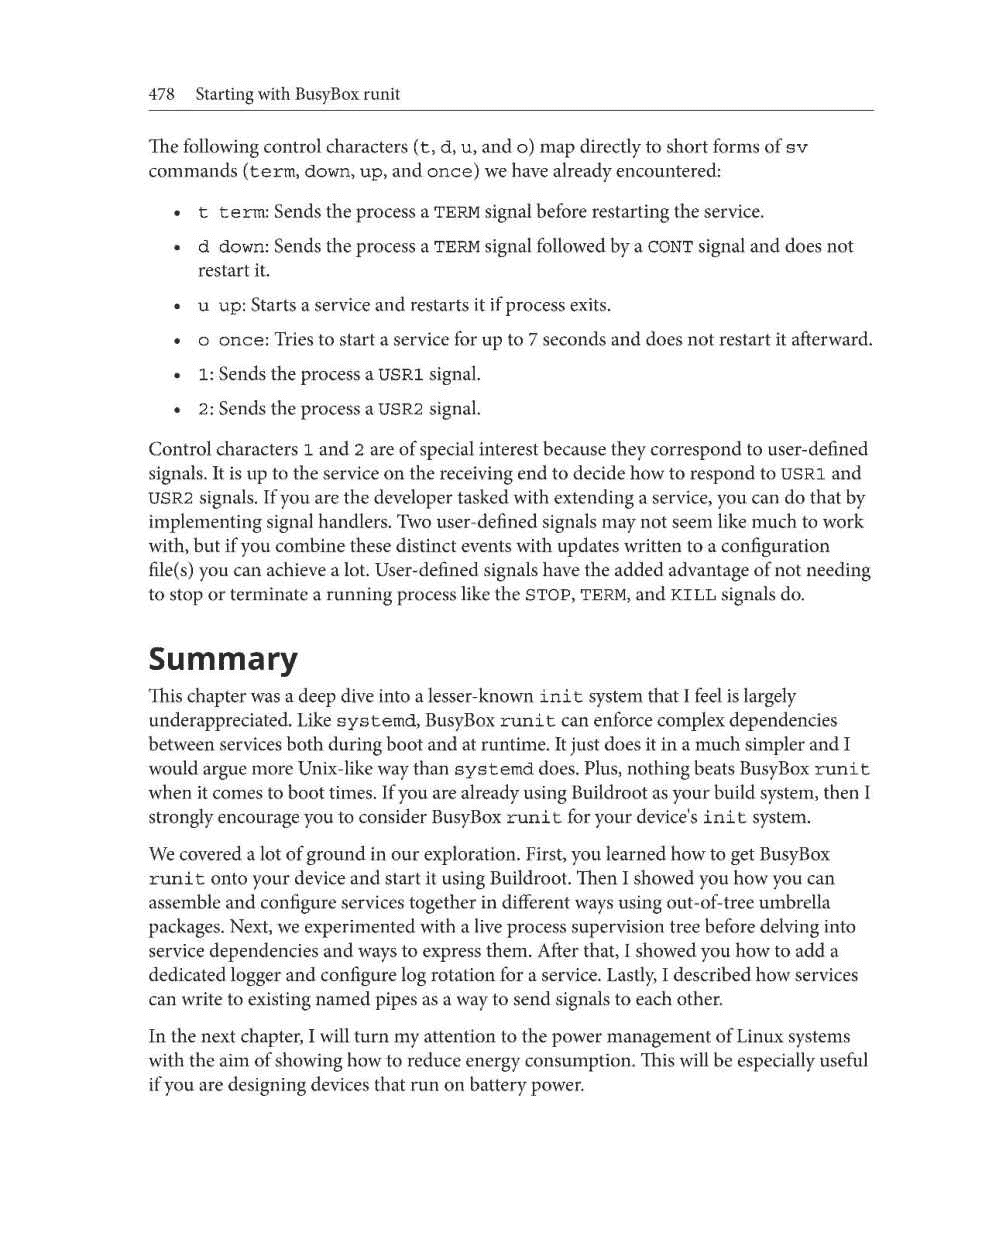 478 Starting with BusyBox runit
The following control characters (t, d, u, and o) map directly to short forms of sv
commands (term, down, up, and once) we have already encountered:
• t term: Sends the process a TERM signal before restarting the service.
• d down: Sends the process a TERM signal followed by a CONT signal and does not
restart it.
• u up: Starts a service and restarts it if process exits.
• o once: Tries to start a service for up to 7 seconds and does not restart it afterward.
• 1: Sends the process a USR1 signal.
• 2: Sends the process a USR2 signal.
Control characters 1 and 2 are of special interest because they correspond to user-defined
signals. It is up to the service on the receiving end to decide how to respond to USR1 and
USR2 signals. If you are the developer tasked with extending a service, you can do that by
implementing signal handlers. Two user-defined signals may not seem like much to work
with, but if you combine these distinct events with updates written to a configuration
file(s) you can achieve a lot. User-defined signals have the added advantage of not needing
to stop or terminate a running process like the STOP, TERM, and KILL signals do.
Summary
This chapter was a deep dive into a lesser-known init system that I feel is largely
underappreciated. Like systemd, BusyBox runit can enforce complex dependencies
between services both during boot and at runtime. It just does it in a much simpler and I
would argue more Unix-like way than systemd does. Plus, nothing beats BusyBox runit
when it comes to boot times. If you are already using Buildroot as your build system, then I
strongly encourage you to consider BusyBox runit for your device's init system.
We covered a lot of ground in our exploration. First, you learned how to get BusyBox
runit onto your device and start it using Buildroot. Then I showed you how you can
assemble and configure services together in different ways using out-of-tree umbrella
packages. Next, we experimented with a live process supervision tree before delving into
service dependencies and ways to express them. After that, I showed you how to add a
dedicated logger and configure log rotation for a service. Lastly, I described how services
can write to existing named pipes as a way to send signals to each other.
In the next chapter, I will turn my attention to the power management of Linux systems
with the aim of showing how to reduce energy consumption. This will be especially useful
if you are designing devices that run on battery power.